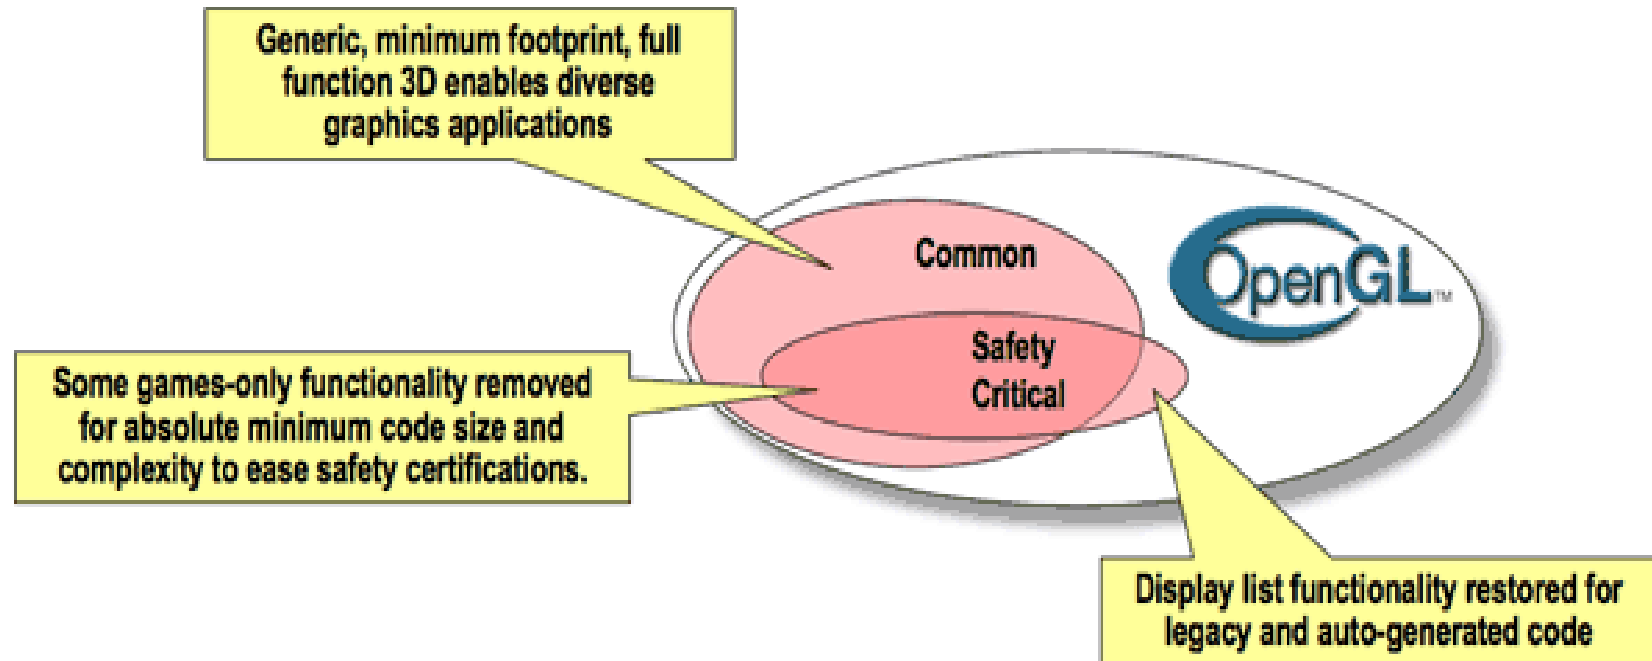 Generic, minimum footprint, full
function 3D enables diverse
graphics applications
Common
OpenGL™
Safety
Critical
Some games-only functionality removed
for absolute minimum code size and
complexity to ease safety certifications.
Display list functionality restored for
legacy and auto-generated code